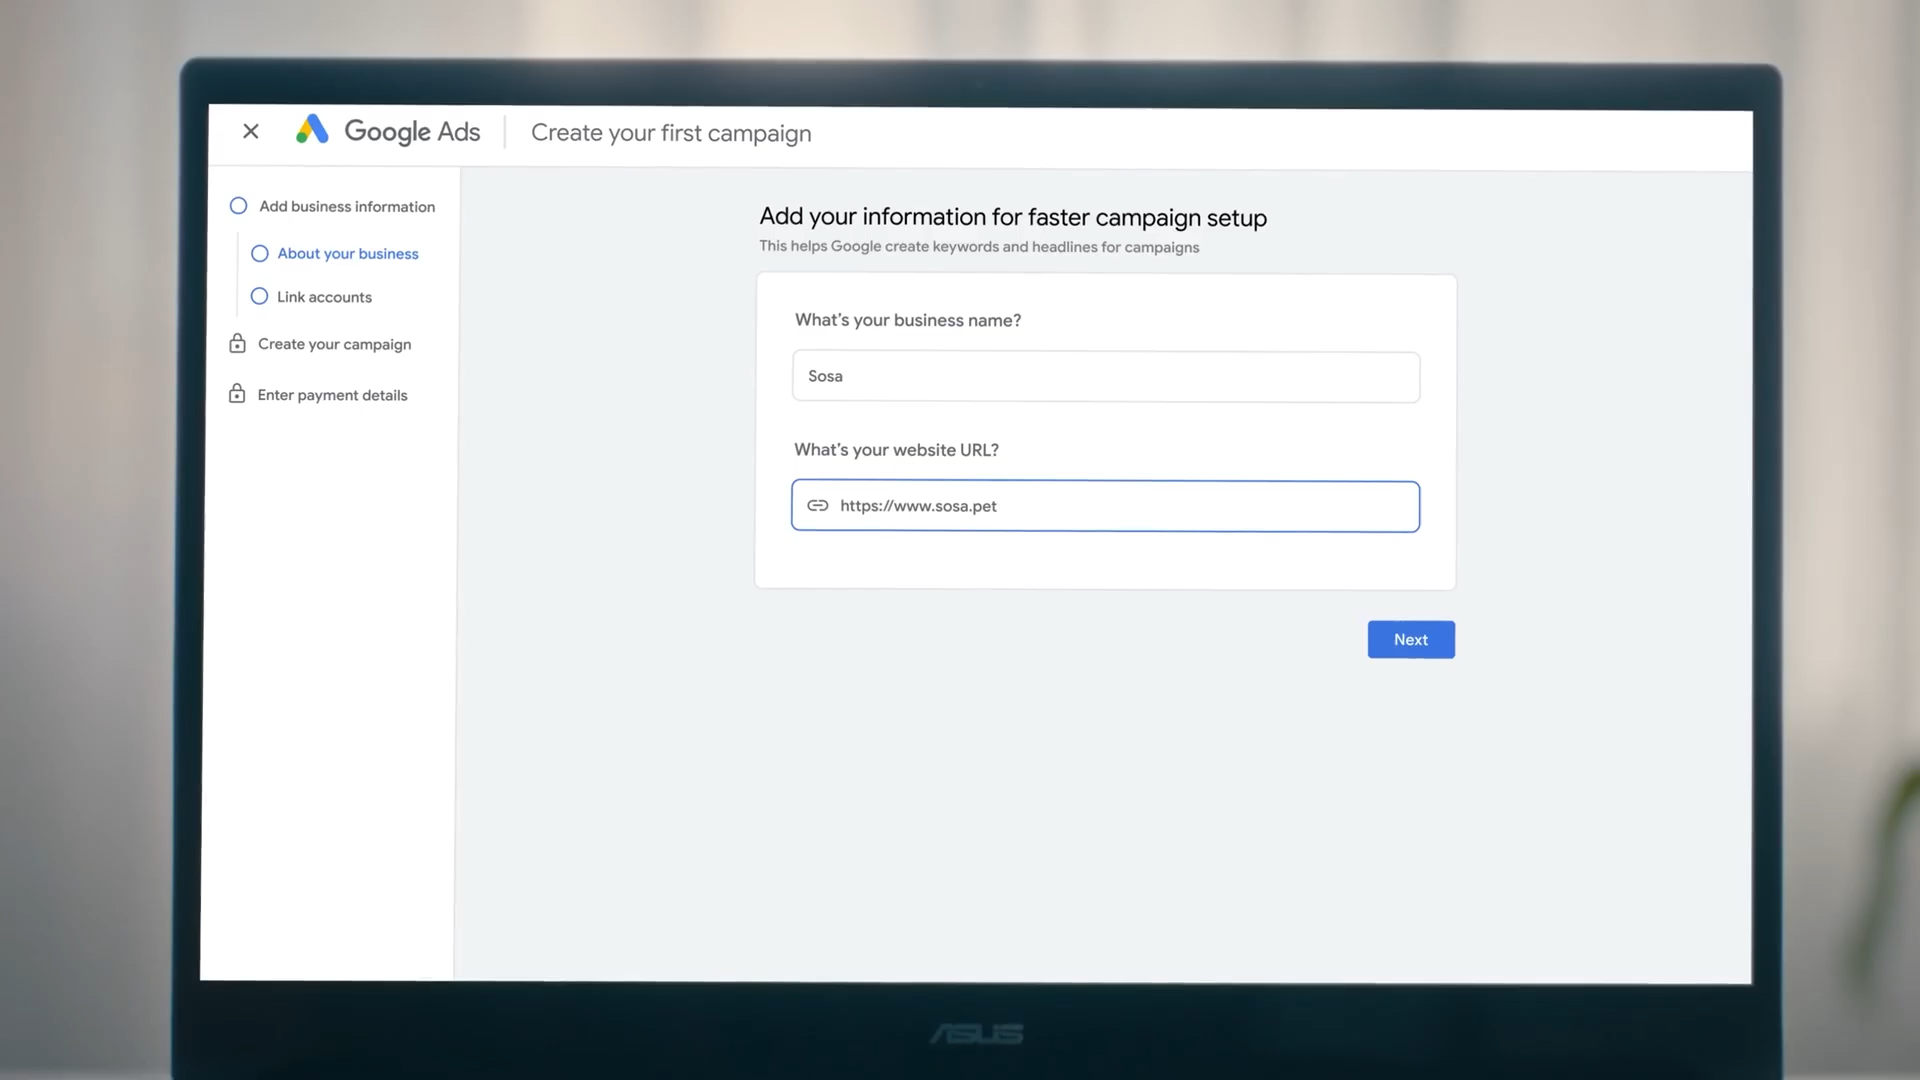 Google Ads
Create your first campaign
Add business information
About your business
Link accounts
Create your campaign
Enter payment details
Add your information for faster campaign setup
This helps Google create keywords and headlines for campaigns
What's your business name?
Sosa
What's your website URL?
https://www.sosa.pet
Next
ASUS